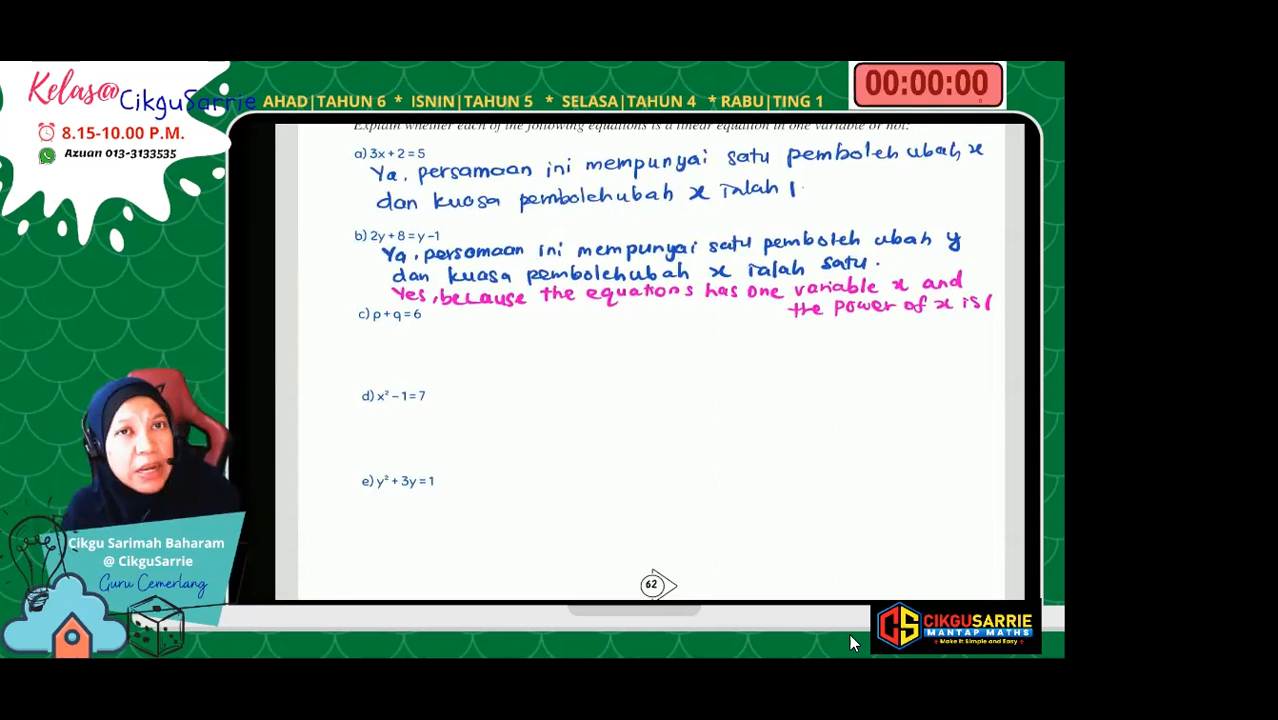 Kelas@
CikguSarrie
8.15-10.00 P.M.
Azuan 013-3133535
AHAD|TAHUN 6 * ISNIN|TAHUN 5 * SELASA|TAHUN 4 * RABU|TING 1
00:00:00
Explain whether each of the following equations is a linear equation in one variable or not:
a) 3x + 2 = 5
Ya, persamaan ini mempunyai satu pemboleh ubah x
dan kuasa pembolehubah x ialah 1.
b) 2y + 8 = y -1
Ya, persamaan ini mempunyai satu pemboleh ubah y
dan kuasa pembolehubah x ialah satu.
Yes, because the equations has one variable x and
the power of x is 1
c) p + q = 6
d) x² – 1 = 7
e) y² + 3y = 1
62
Cikgu Sarimah Baharam
@ CikguSarrie
Guru Cemerlang
CS CIKGUSARRIE
MANTAP MATHS
Make It Simple and Easy